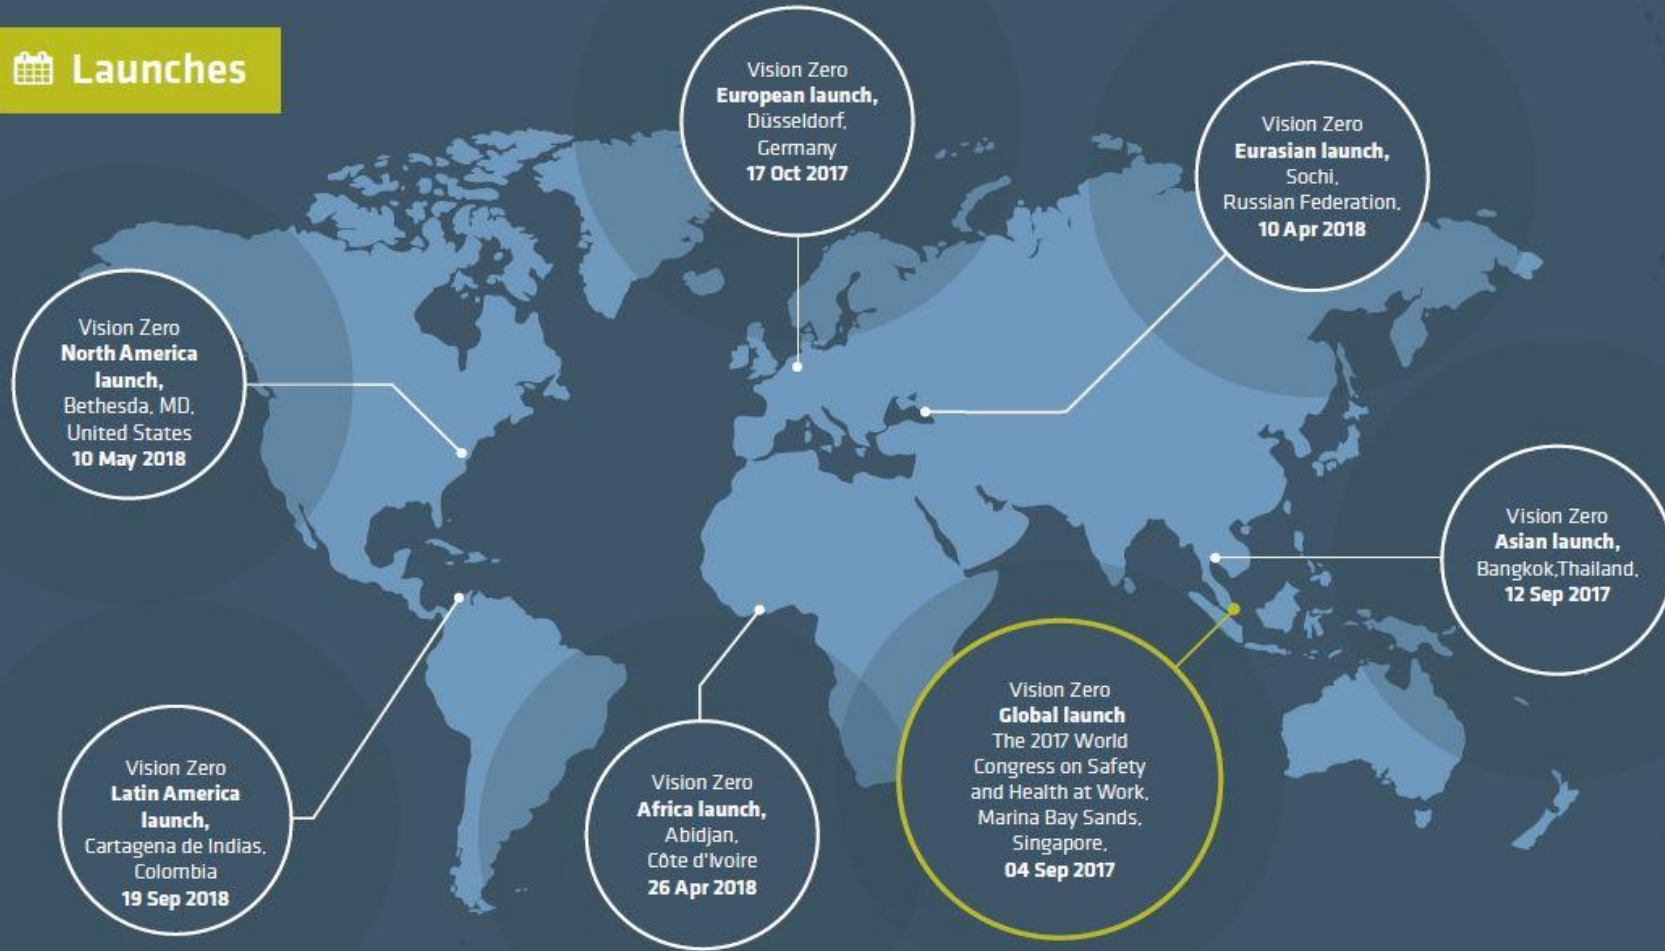 Launches
Vision Zero
European launch,
Düsseldorf,
Germany
17 Oct 2017
Vision Zero
Eurasian launch,
Sochi,
Russian Federation,
10 Apr 2018
Vision Zero
North America
launch,
Bethesda, MD,
United States
10 May 2018
Vision Zero
Asian launch,
Bangkok,Thailand,
12 Sep 2017
Vision Zero
Latin America
launch,
Cartagena de Indias,
Colombia
19 Sep 2018
Vision Zero
Africa launch,
Abidjan,
Côte d'Ivoire
26 Apr 2018
Vision Zero
Global launch
The 2017 World
Congress on Safety
and Health at Work,
Marina Bay Sands,
Singapore,
04 Sep 2017